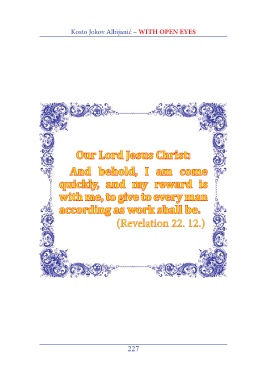 Kosto Jokov Albijanić – WITH OPEN EYES
Our Lord Jesus Christ:
And behold, I am come
quickly, and my reward is
with me, to give to every man
according as work shall be.
(Revelation 22. 12.)
227